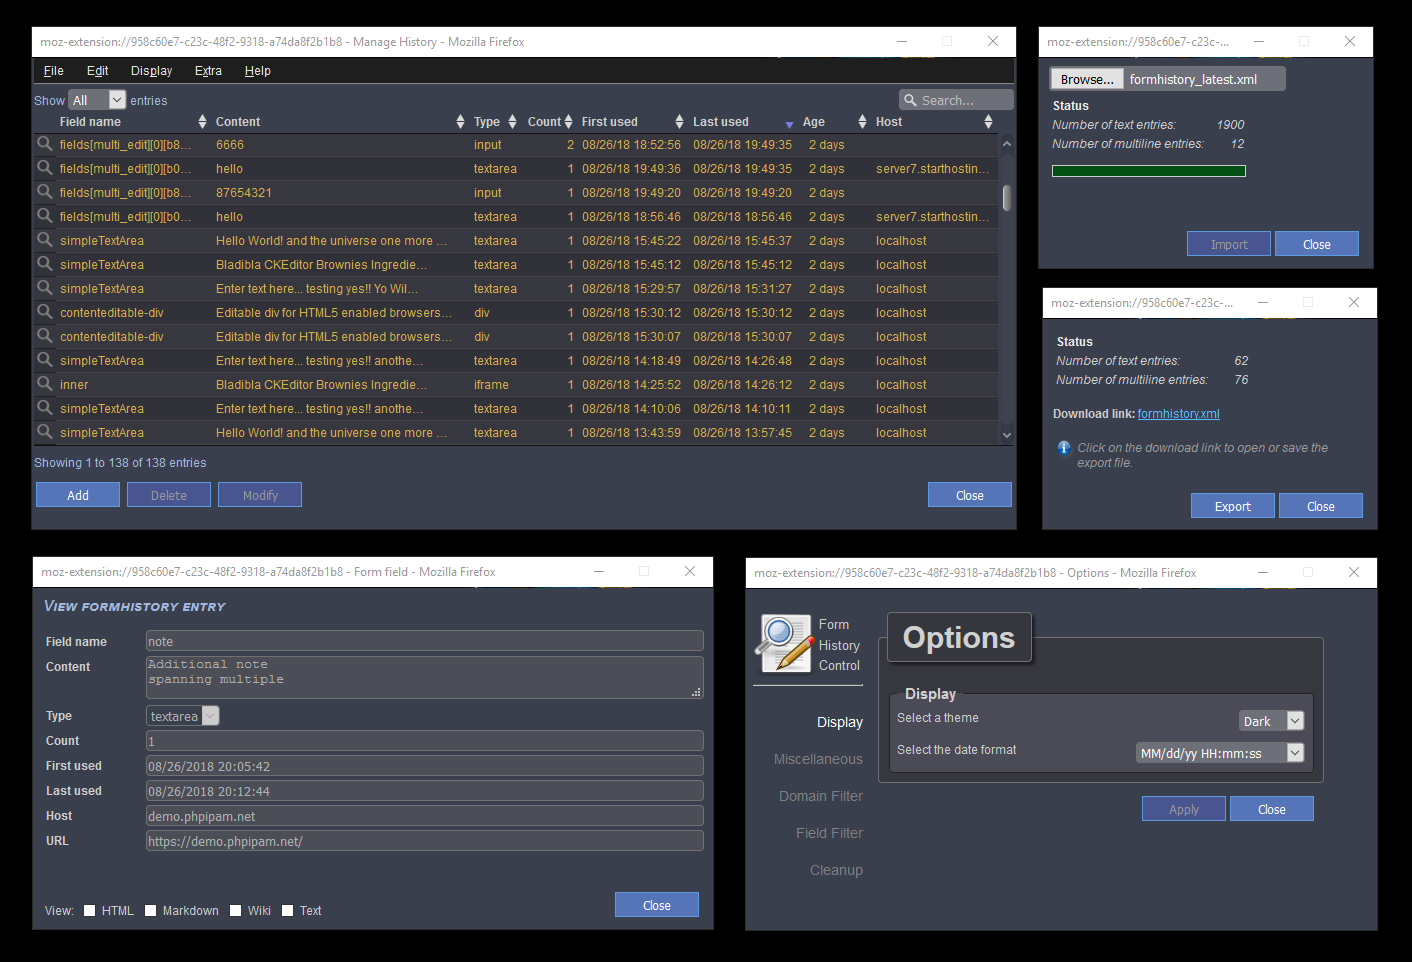 moz-extension://958c60e7-c23c-48f2-9318-a74da8f2b1b8 - Manage History - Mozilla Firefox
File Edit Display Extra Help
Show All entries
Search...
Field name Content Type Count First used Last used Age Host
fields[multi_edit][0][b8... 6666 input 2 08/26/18 18:52:56 08/26/18 19:49:35 2 days
fields[multi_edit][0][b0... hello textarea 1 08/26/18 19:49:36 08/26/18 19:49:35 2 days server7.starthostin...
fields[multi_edit][0][b8... 87654321 input 1 08/26/18 19:49:20 08/26/18 19:49:20 2 days
fields[multi_edit][0][b0... hello textarea 1 08/26/18 18:56:46 08/26/18 18:56:46 2 days server7.starthostin...
simpleTextArea Hello World! and the universe one more ... textarea 1 08/26/18 15:45:22 08/26/18 15:45:37 2 days localhost
simpleTextArea Bladibla CKEditor Brownies Ingredie... textarea 1 08/26/18 15:45:12 08/26/18 15:45:12 2 days localhost
simpleTextArea Enter text here... testing yes!! Yo Wil... textarea 1 08/26/18 15:29:57 08/26/18 15:31:27 2 days localhost
contenteditable-div Editable div for HTML5 enabled browsers... div 1 08/26/18 15:30:12 08/26/18 15:30:12 2 days localhost
contenteditable-div Editable div for HTML5 enabled browsers... div 1 08/26/18 15:30:07 08/26/18 15:30:07 2 days localhost
simpleTextArea Enter text here... testing yes!! anothe... textarea 1 08/26/18 14:18:49 08/26/18 14:26:48 2 days localhost
inner Bladibla CKEditor Brownies Ingredie... iframe 1 08/26/18 14:25:52 08/26/18 14:26:12 2 days localhost
simpleTextArea Enter text here... testing yes!! anothe... textarea 1 08/26/18 14:10:06 08/26/18 14:10:11 2 days localhost
simpleTextArea Hello World! and the universe one more ... textarea 1 08/26/18 13:43:59 08/26/18 13:57:45 2 days localhost
Showing 1 to 138 of 138 entries
Add Delete Modify Close
moz-extension://958c60e7-c23c-...
Browse... formhistory_latest.xml
Status
Number of text entries: 1900
Number of multiline entries: 12
Import Close
moz-extension://958c60e7-c23c-...
Status
Number of text entries: 62
Number of multiline entries: 76
Download link: formhistory.xml
Click on the download link to open or save the
export file.
Export Close
moz-extension://958c60e7-c23c-48f2-9318-a74da8f2b1b8 - Form field - Mozilla Firefox
View formhistory entry
Field name note
Content Additional note
spanning multiple
Type textarea
Count 1
First used 08/26/2018 20:05:42
Last used 08/26/2018 20:12:44
Host demo.phpipam.net
URL https://demo.phpipam.net/
View: HTML Markdown Wiki Text
Close
moz-extension://958c60e7-c23c-48f2-9318-a74da8f2b1b8 - Options - Mozilla Firefox
Form
History
Control
Display
Miscellaneous
Domain Filter
Field Filter
Cleanup
Options
Display
Select a theme Dark
Select the date format MM/dd/yy HH:mm:ss
Apply Close